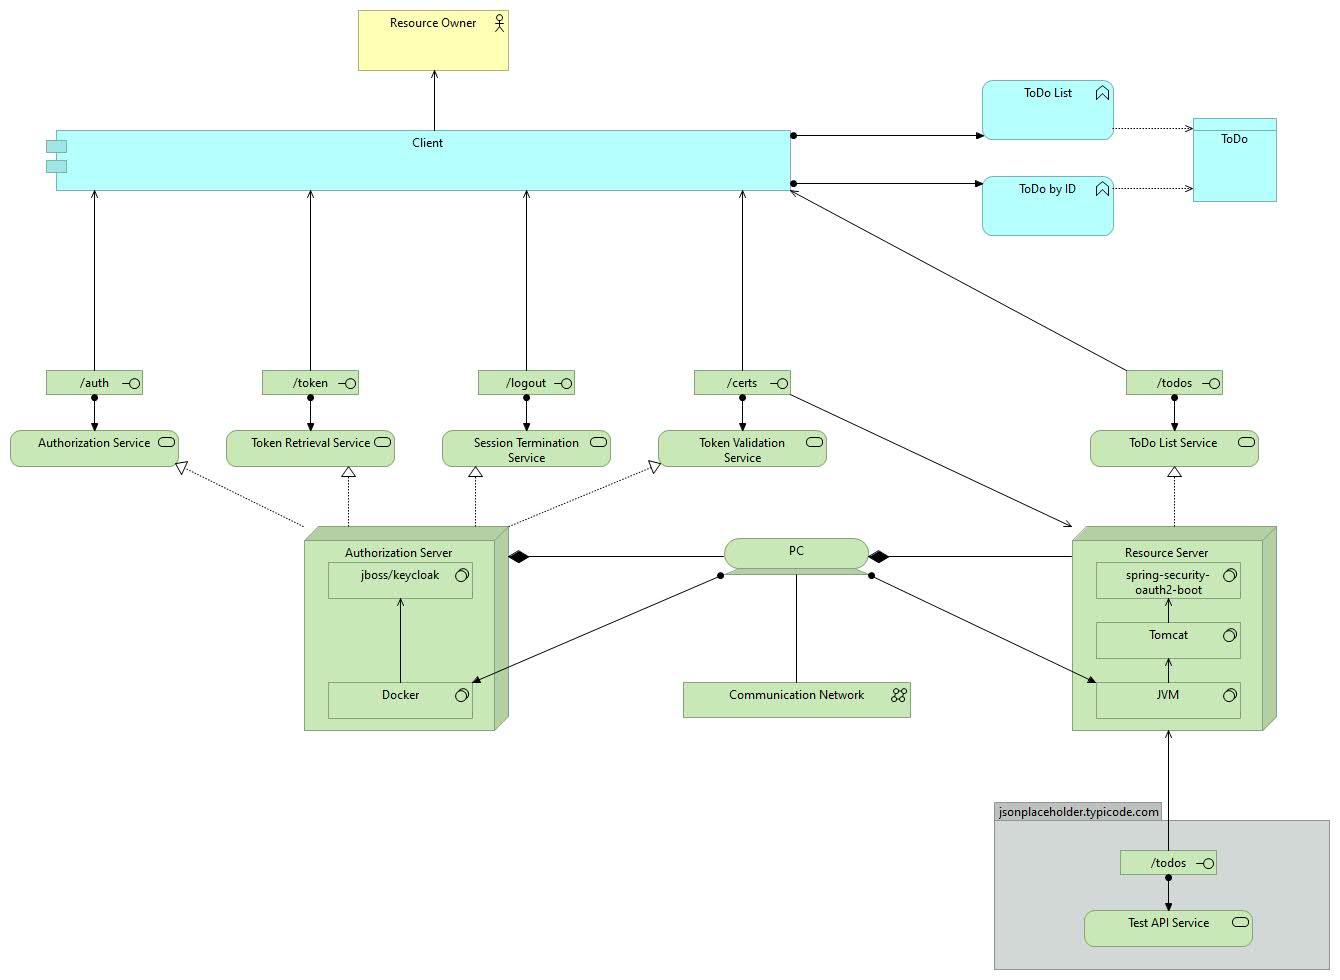 Resource Owner
Client
ToDo List
ToDo
ToDo by ID
/auth
/token
/logout
/certs
/todos
Authorization Service
Token Retrieval Service
Session Termination
Service
Token Validation
Service
ToDo List Service
Authorization Server
jboss/keycloak
Docker
PC
Communication Network
Resource Server
spring-security-
oauth2-boot
Tomcat
JVM
jsonplaceholder.typicode.com
/todos
Test API Service